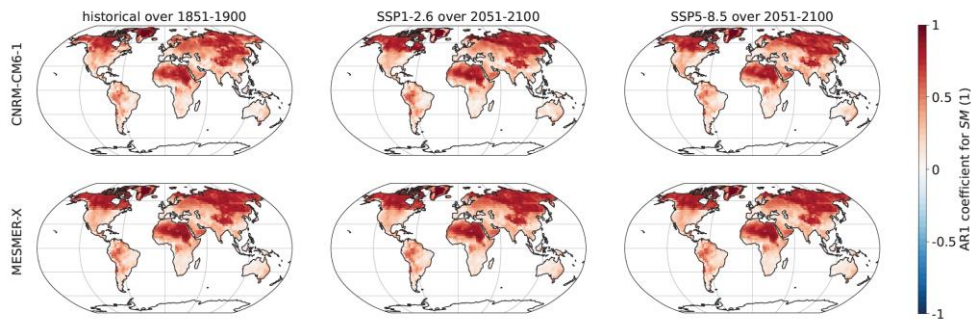 historical over 1851-1900
SSP1-2.6 over 2051-2100
SSP5-8.5 over 2051-2100
CNRM-CM6-1
MESMER-X
1
0.5
0
-0.5
-1
AR1 coefficient for SM (1)